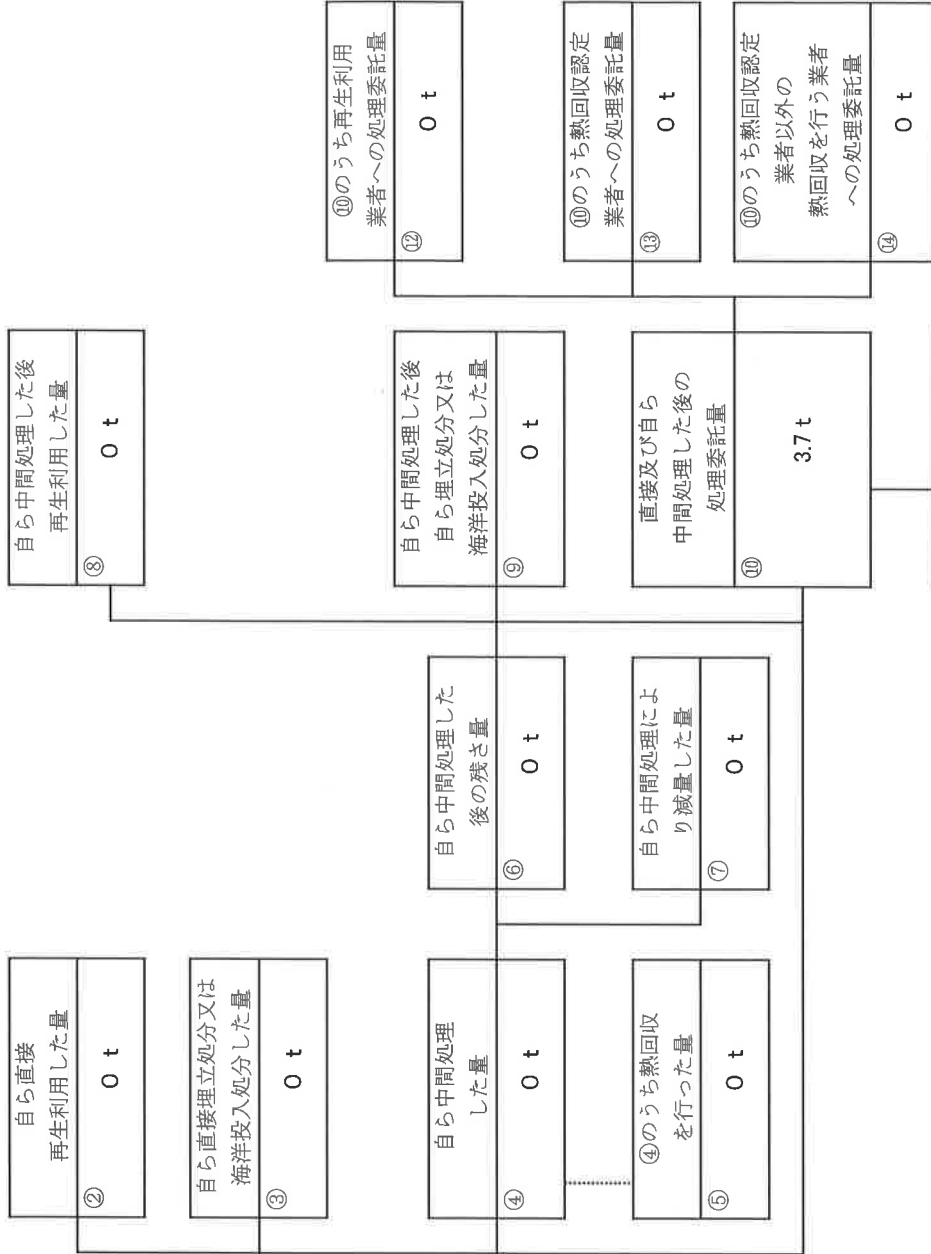 自ら直接
再生利用した量
②
0 t
自ら直接埋立処分又は
海洋投入処分した量
③
0 t
自ら中間処理
した量
④
0 t
④のうち熱回収
を行った量
⑤
0 t
自ら中間処理した
後の残さ量
⑥
0 t
自ら中間処理によ
り減量した量
⑦
0 t
自ら中間処理した後
再生利用した量
⑧
0 t
自ら中間処理した後
自ら埋立処分又は
海洋投入処分した量
⑨
0 t
直接及び自ら
中間処理した後の
処理委託量
⑩
3.7 t
⑩のうち再生利用
業者への処理委託量
⑫
0 t
⑩のうち熱回収認定
業者への処理委託量
⑬
0 t
⑩のうち熱回収認定
業者以外の
熱回収を行う業者
への処理委託量
⑭
0 t